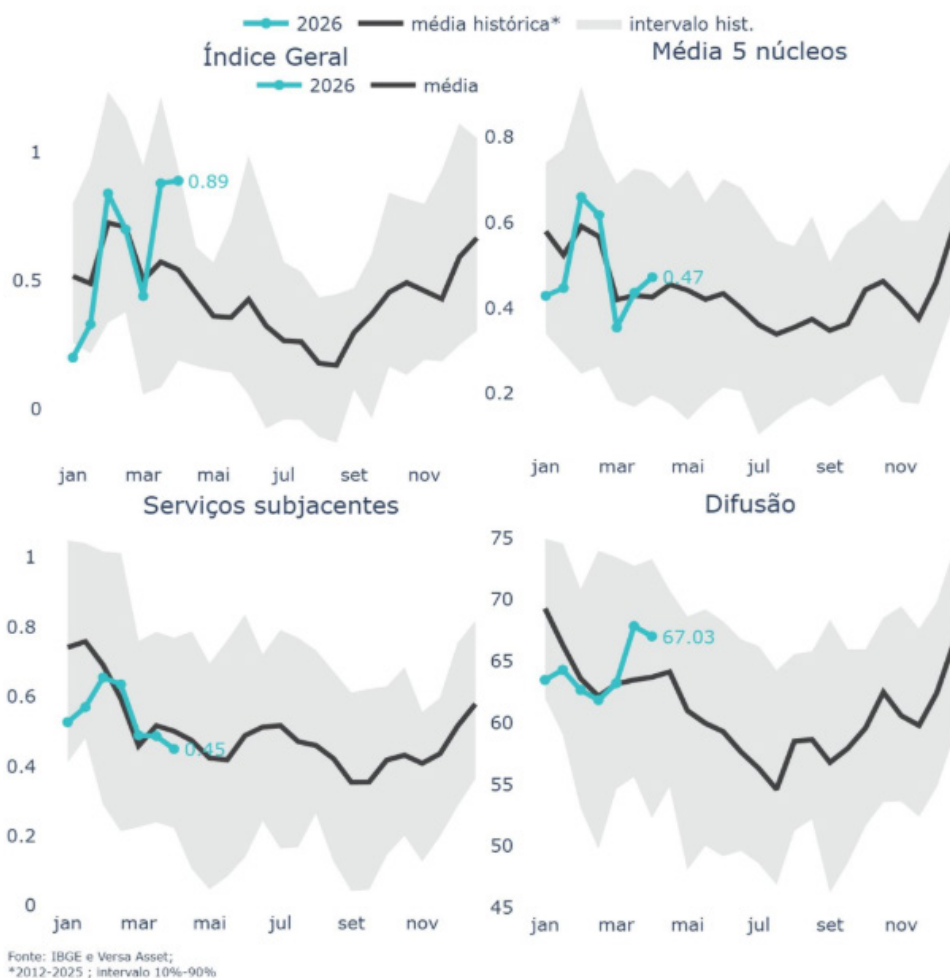 2026 média histórica* intervalo hist.
Índice Geral
2026 média
1
0.5
0
0.89
jan mar mai jul set nov
Média 5 núcleos
0.8
0.6
0.4
0.2
0.47
jan mar mai jul set nov
Serviços subjacentes
1
0.8
0.6
0.4
0.2
0
0.45
jan mar mai jul set nov
Difusão
75
70
65
60
55
50
45
67.03
jan mar mai jul set nov
Fonte: IBGE e Versa Asset;
*2012-2025 ; intervalo 10%-90%